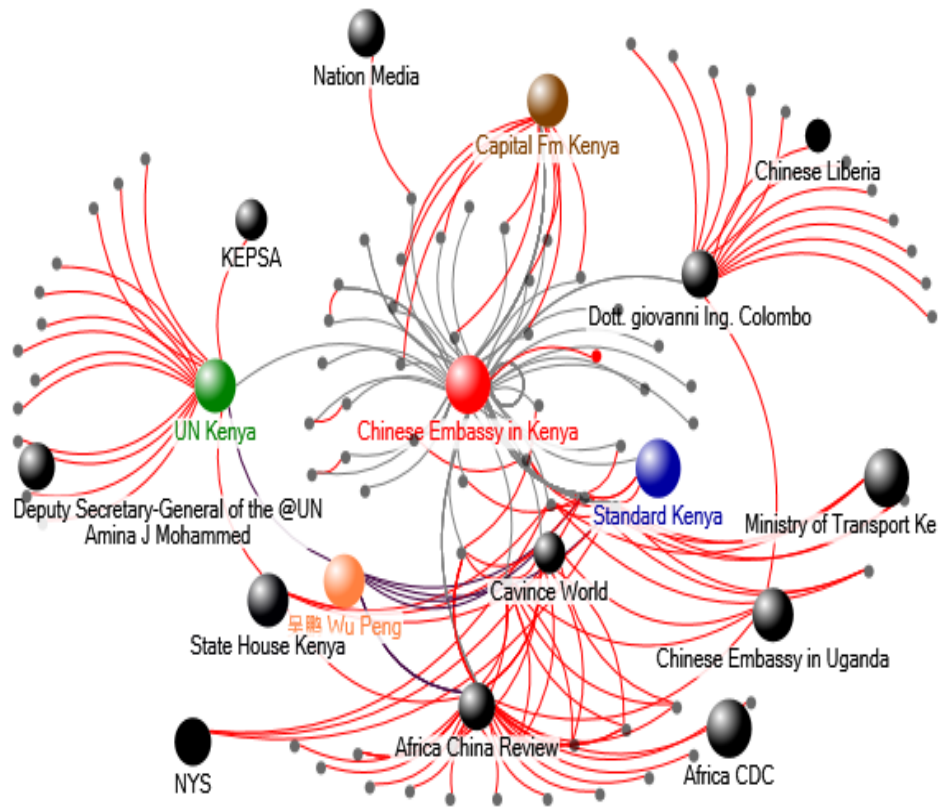 Nation Media
Capital Fm Kenya
Chinese Liberia
KEPSA
Dott. giovanni Ing. Colombo
UN Kenya
Chinese Embassy in Kenya
Deputy Secretary-General of the @UN
Amina J Mohammed
Standard Kenya
Ministry of Transport Ke
Cavince World
吴鹏 Wu Peng
State House Kenya
Chinese Embassy in Uganda
Africa China Review
NYS
Africa CDC